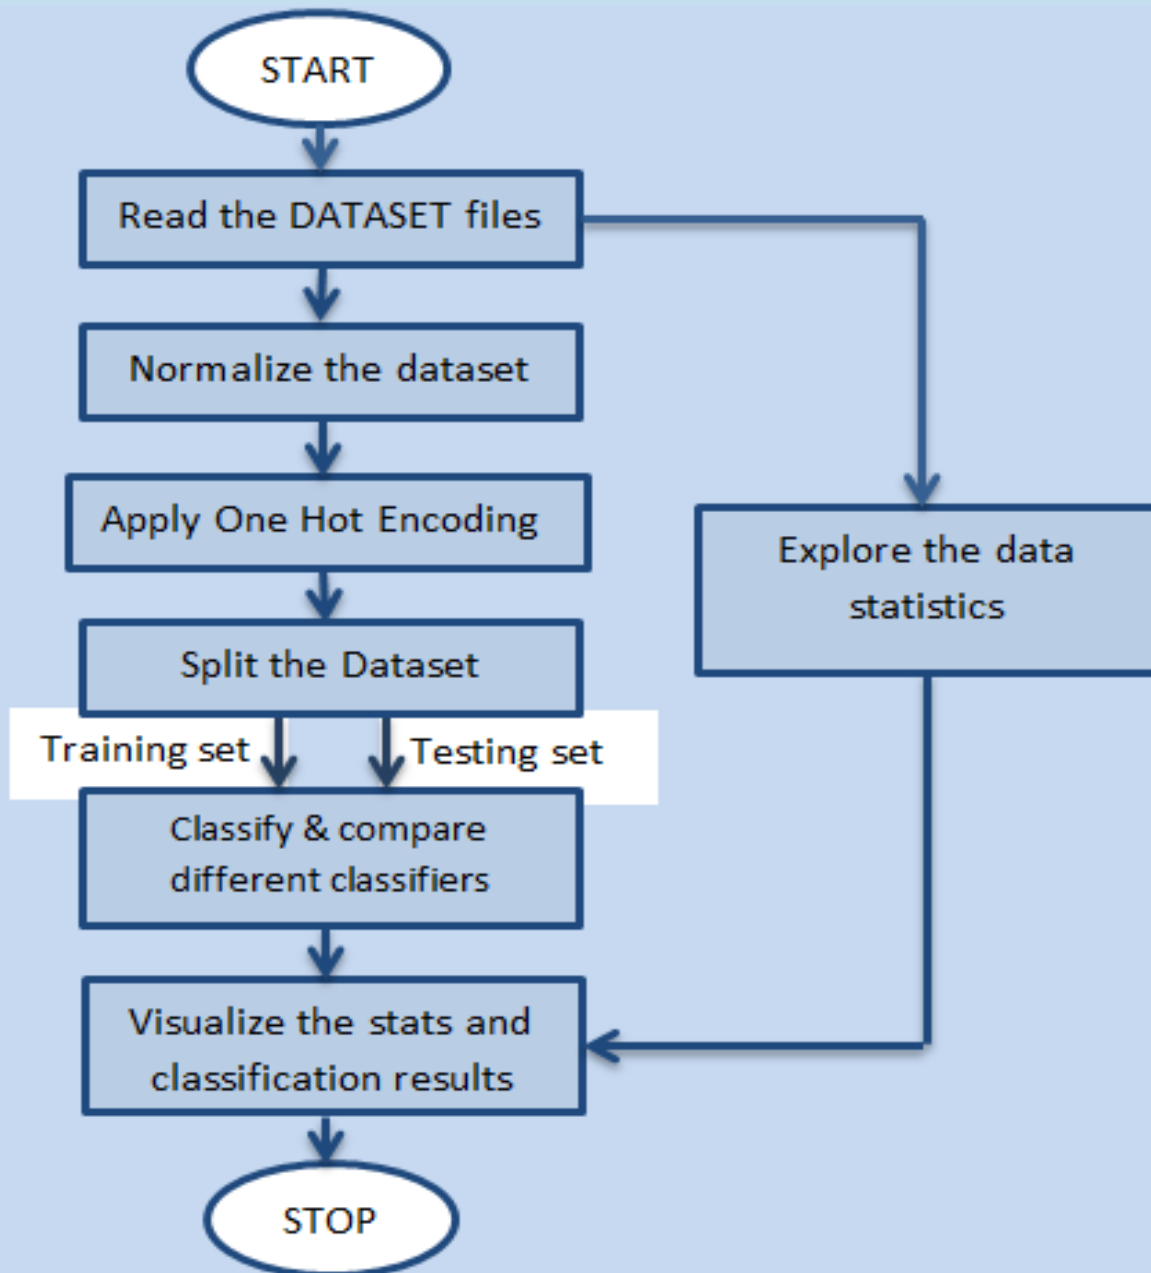 START
Read the DATASET files
Normalize the dataset
Apply One Hot Encoding
Explore the data
statistics
Split the Dataset
Training set
Testing set
Classify & compare
different classifiers
Visualize the stats and
classification results
STOP